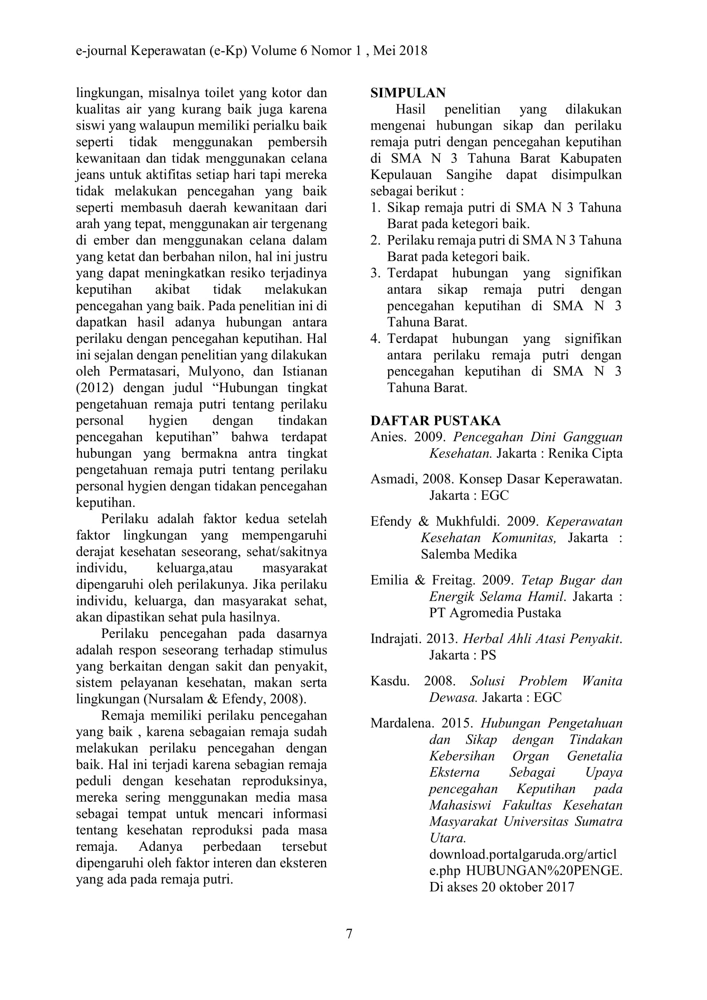 e-journal Keperawatan (e-Kp) Volume 6 Nomor 1 , Mei 2018
lingkungan, misalnya toilet yang kotor dan
kualitas air yang kurang baik juga karena
siswi yang walaupun memiliki perialku baik
seperti tidak menggunakan pembersih
kewanitaan dan tidak menggunakan celana
jeans untuk aktifitas setiap hari tapi mereka
tidak melakukan pencegahan yang baik
seperti membasuh daerah kewanitaan dari
arah yang tepat, menggunakan air tergenang
di ember dan menggunakan celana dalam
yang ketat dan berbahan nilon, hal ini justru
yang dapat meningkatkan resiko terjadinya
keputihan akibat tidak melakukan
pencegahan yang baik. Pada penelitian ini di
dapatkan hasil adanya hubungan antara
perilaku dengan pencegahan keputihan. Hal
ini sejalan dengan penelitian yang dilakukan
oleh Permatasari, Mulyono, dan Istianan
(2012) dengan judul “Hubungan tingkat
pengetahuan remaja putri tentang perilaku
personal hygien dengan tindakan
pencegahan keputihan” bahwa terdapat
hubungan yang bermakna antra tingkat
pengetahuan remaja putri tentang perilaku
personal hygien dengan tidakan pencegahan
keputihan.
Perilaku adalah faktor kedua setelah
faktor lingkungan yang mempengaruhi
derajat kesehatan seseorang, sehat/sakitnya
individu, keluarga,atau masyarakat
dipengaruhi oleh perilakunya. Jika perilaku
individu, keluarga, dan masyarakat sehat,
akan dipastikan sehat pula hasilnya.
Perilaku pencegahan pada dasarnya
adalah respon seseorang terhadap stimulus
yang berkaitan dengan sakit dan penyakit,
sistem pelayanan kesehatan, makan serta
lingkungan (Nursalam & Efendy, 2008).
Remaja memiliki perilaku pencegahan
yang baik , karena sebagaian remaja sudah
melakukan perilaku pencegahan dengan
baik. Hal ini terjadi karena sebagian remaja
peduli dengan kesehatan reproduksinya,
mereka sering menggunakan media masa
sebagai tempat untuk mencari informasi
tentang kesehatan reproduksi pada masa
remaja. Adanya perbedaan tersebut
dipengaruhi oleh faktor interen dan eksteren
yang ada pada remaja putri.
SIMPULAN
Hasil penelitian yang dilakukan
mengenai hubungan sikap dan perilaku
remaja putri dengan pencegahan keputihan
di SMA N 3 Tahuna Barat Kabupaten
Kepulauan Sangihe dapat disimpulkan
sebagai berikut :
1. Sikap remaja putri di SMA N 3 Tahuna
Barat pada ketegori baik.
2. Perilaku remaja putri di SMA N 3 Tahuna
Barat pada ketegori baik.
3. Terdapat hubungan yang signifikan
antara sikap remaja putri dengan
pencegahan keputihan di SMA N 3
Tahuna Barat.
4. Terdapat hubungan yang signifikan
antara perilaku remaja putri dengan
pencegahan keputihan di SMA N 3
Tahuna Barat.
DAFTAR PUSTAKA
Anies. 2009. Pencegahan Dini Gangguan
Kesehatan. Jakarta : Renika Cipta
Asmadi, 2008. Konsep Dasar Keperawatan.
Jakarta : EGC
Efendy & Mukhfuldi. 2009. Keperawatan
Kesehatan Komunitas, Jakarta :
Salemba Medika
Emilia & Freitag. 2009. Tetap Bugar dan
Energik Selama Hamil. Jakarta :
PT Agromedia Pustaka
Indrajati. 2013. Herbal Ahli Atasi Penyakit.
Jakarta : PS
Kasdu. 2008. Solusi Problem Wanita
Dewasa. Jakarta : EGC
Mardalena. 2015. Hubungan Pengetahuan
dan Sikap dengan Tindakan
Kebersihan Organ Genetalia
Eksterna Sebagai Upaya
pencegahan Keputihan pada
Mahasiswi Fakultas Kesehatan
Masyarakat Universitas Sumatra
Utara.
download.portalgaruda.org/articl
e.php HUBUNGAN%20PENGE.
Di akses 20 oktober 2017
7